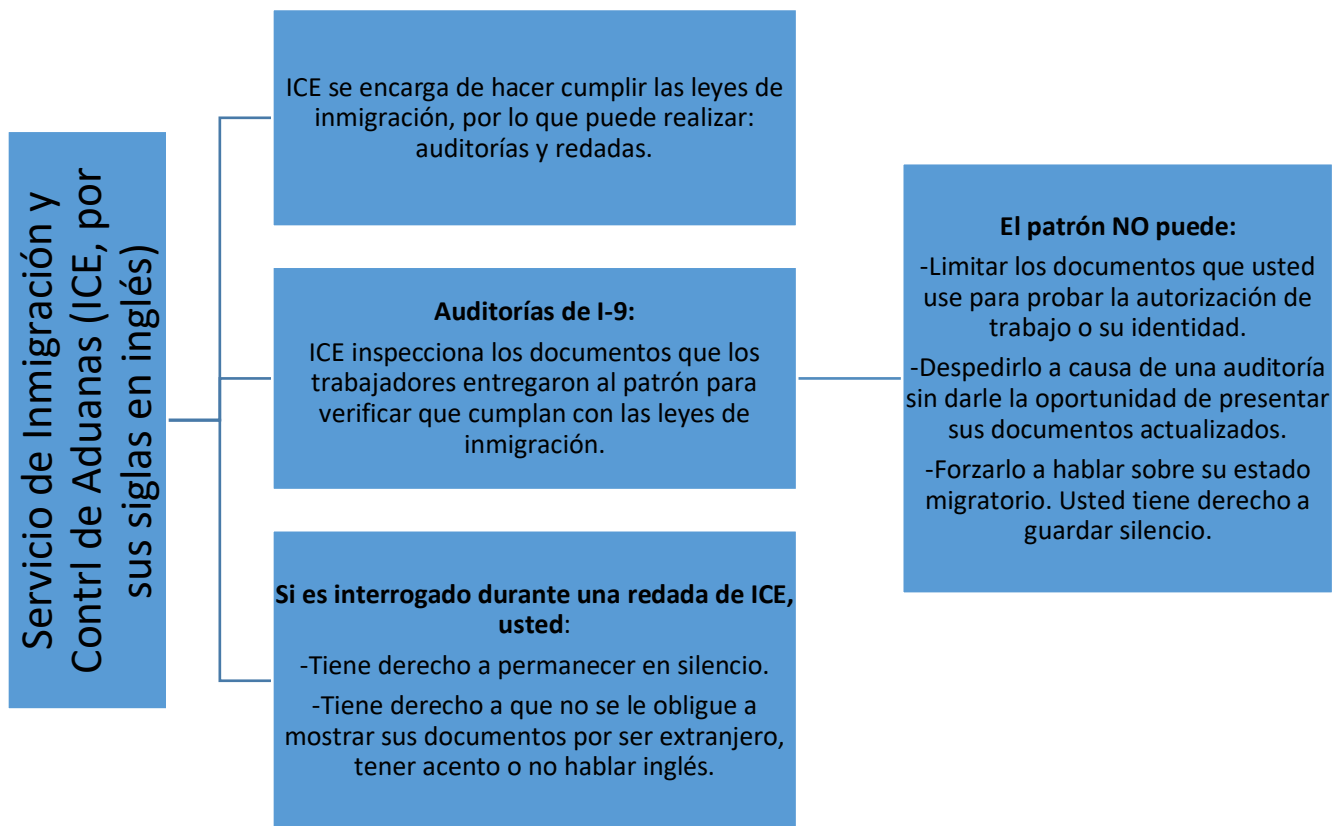 Servicio de Inmigración y
Contrl de Aduanas (ICE, por
sus siglas en inglés)
ICE se encarga de hacer cumplir las leyes de
inmigración, por lo que puede realizar:
auditorías y redadas.
Auditorías de I-9:
ICE inspecciona los documentos que los
trabajadores entregaron al patrón para
verificar que cumplan con las leyes de
inmigración.
El patrón NO puede:
-Limitar los documentos que usted
use para probar la autorización de
trabajo o su identidad.
-Despedirlo a causa de una auditoría
sin darle la oportunidad de presentar
sus documentos actualizados.
-Forzarlo a hablar sobre su estado
migratorio. Usted tiene derecho a
guardar silencio.
Si es interrogado durante una redada de ICE,
usted:
-Tiene derecho a permanecer en silencio.
-Tiene derecho a que no se le obligue a
mostrar sus documentos por ser extranjero,
tener acento o no hablar inglés.